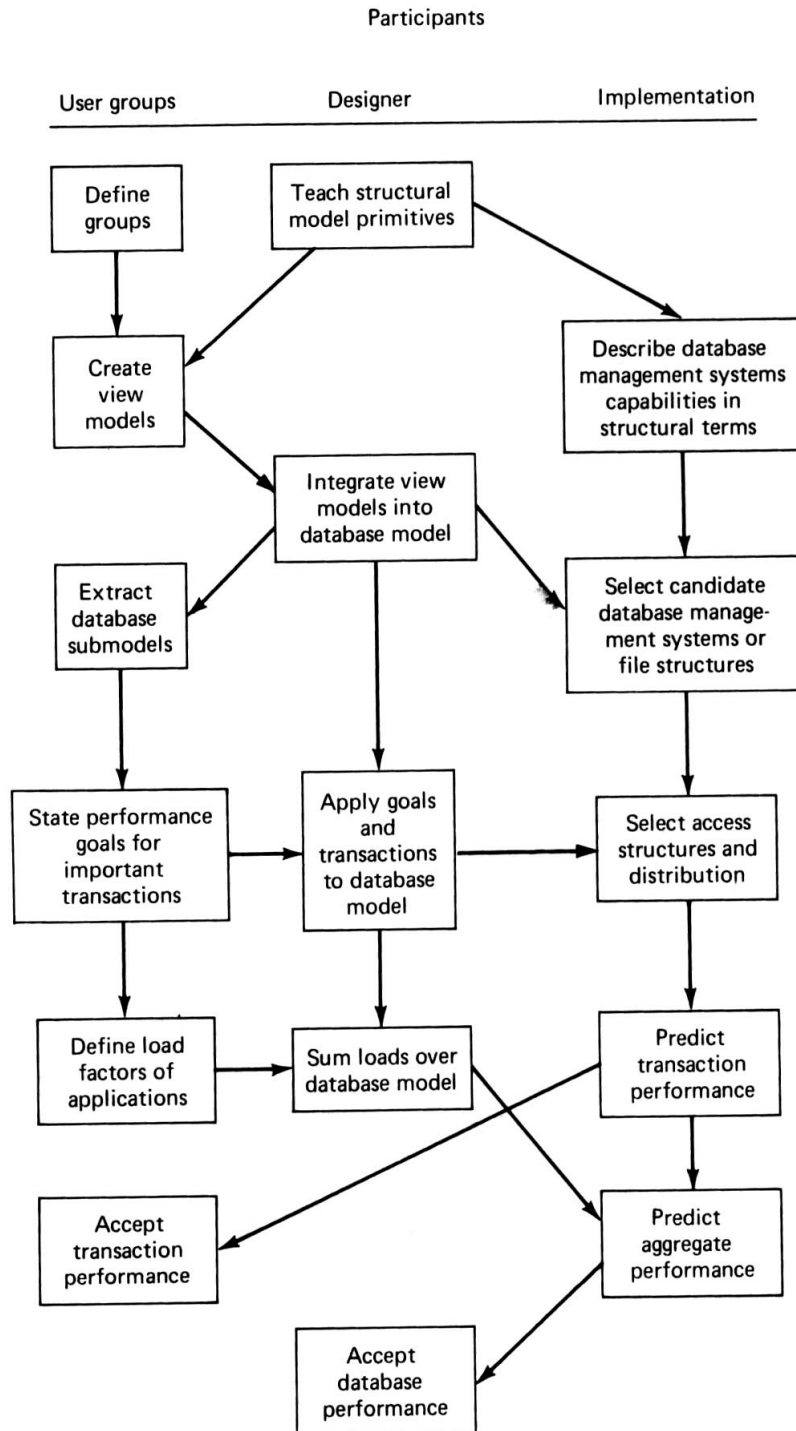 Participants
User groups
Designer
Implementation
Define
groups
Teach structural
model primitives
Create
view
models
Describe database
management systems
capabilities in
structural terms
Integrate view
models into
database model
Extract
database
submodels
Select candidate
database manage-
ment systems or
file structures
State performance
goals for
important
transactions
Apply goals
and
transactions
to database
model
Select access
structures and
distribution
Define load
factors of
applications
Sum loads over
database model
Predict
transaction
performance
Accept
transaction
performance
Predict
aggregate
performance
Accept
database
performance